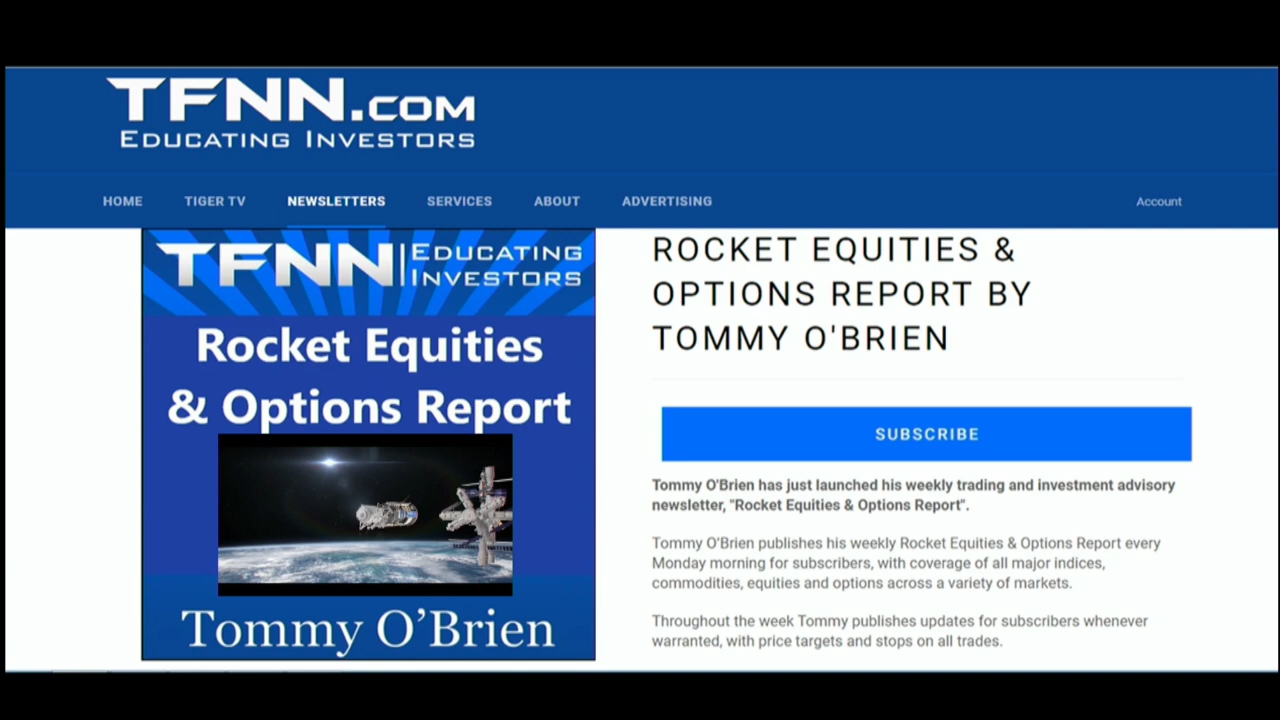 TFNN.COM
EDUCATING INVESTORS
HOME TIGER TV NEWSLETTERS SERVICES ABOUT ADVERTISING Account
TFNN | EDUCATING
INVESTORS
Rocket Equities
& Options Report
Tommy O’Brien
ROCKET EQUITIES &
OPTIONS REPORT BY
TOMMY O'BRIEN
SUBSCRIBE
Tommy O'Brien has just launched his weekly trading and investment advisory
newsletter, "Rocket Equities & Options Report".
Tommy O'Brien publishes his weekly Rocket Equities & Options Report every
Monday morning for subscribers, with coverage of all major indices,
commodities, equities and options across a variety of markets.
Throughout the week Tommy publishes updates for subscribers whenever
warranted, with price targets and stops on all trades.